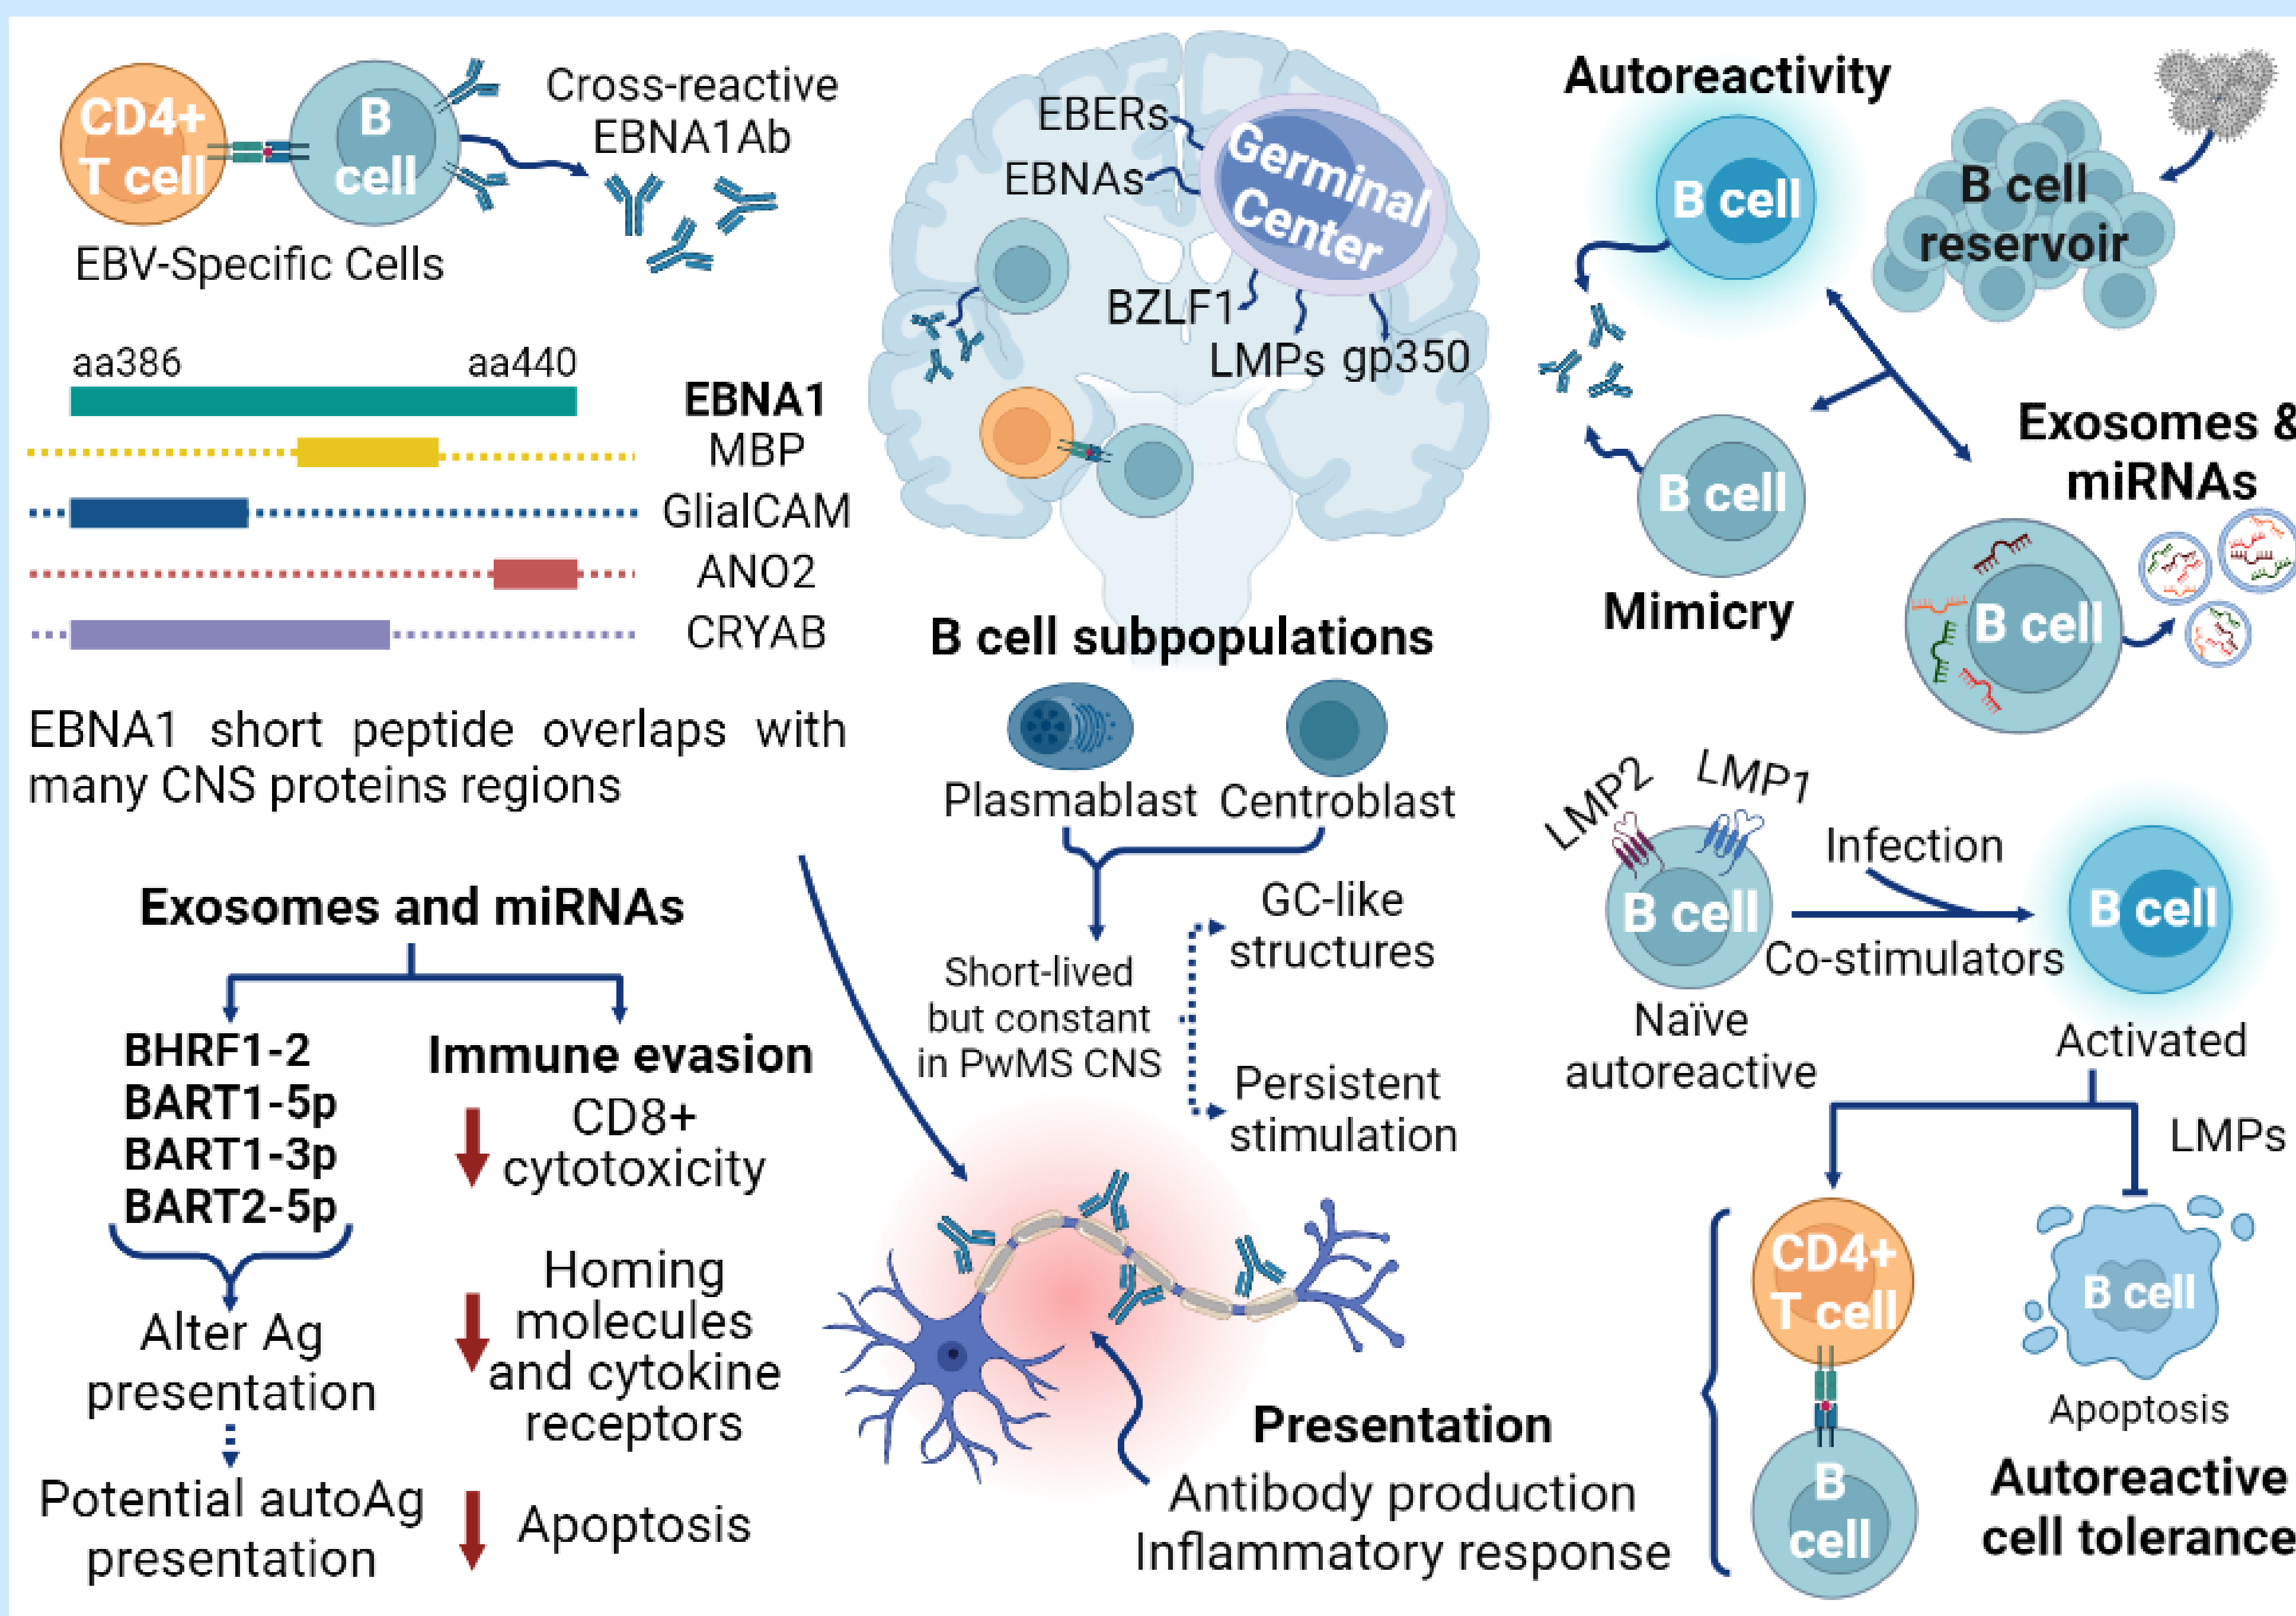 CD4+
T cell
B
cell
Cross-reactive
EBNA1Ab
EBV-Specific Cells
aa386
aa440
EBNA1
MBP
GlialCAM
ANO2
CRYAB
EBNA1 short peptide overlaps with
many CNS proteins regions
Exosomes and miRNAs
BHRF1-2
BART1-5p
BART1-3p
BART2-5p
Alter Ag
presentation
Potential autoAg
presentation
Immune evasion
CD8+
cytotoxicity
Homing
molecules
and cytokine
receptors
Apoptosis
EBERs
EBNAs
Germinal
Center
BZLF1
LMPs
gp350
B cell subpopulations
Plasmablast
Centroblast
Short-lived
but constant
in PwMS CNS
GC-like
structures
Persistent
stimulation
Presentation
Antibody production
Inflammatory response
Autoreactivity
B cell
B cell
reservoir
B cell
Mimicry
Exosomes &
miRNAs
B cell
LMP2
LMP1
B cell
Naïve
autoreactive
Infection
Co-stimulators
B cell
Activated
LMPs
CD4+
T cell
B
cell
B cell
Apoptosis
Autoreactive
cell tolerance